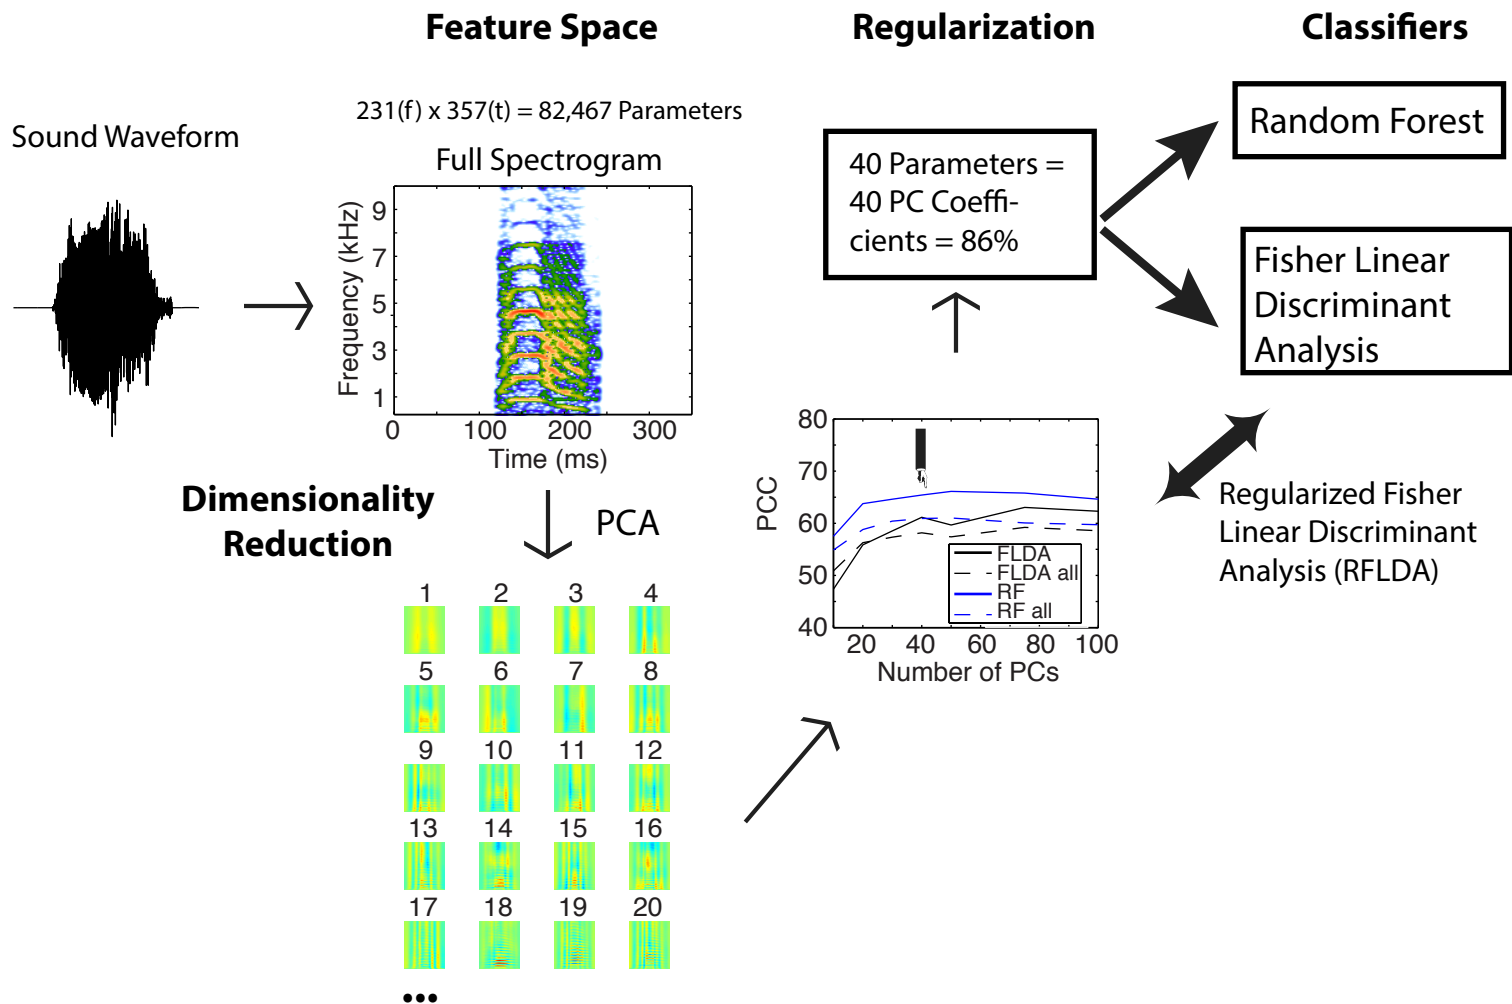 Feature Space
Regularization
Classifiers
231(f) x 357(t) = 82,467 Parameters
Sound Waveform
Full Spectrogram
Frequency (kHz)
9
7
5
3
1
0
100
200
300
Time (ms)
40 Parameters =
40 PC Coeffi-
cients = 86%
Random Forest
Fisher Linear
Discriminant
Analysis
Dimensionality
Reduction
PCA
1 2 3 4
5 6 7 8
9 10 11 12
13 14 15 16
17 18 19 20
•••
PCC
80
70
60
50
40
FLDA
FLDA all
RF
RF all
20 40 60 80 100
Number of PCs
Regularized Fisher
Linear Discriminant
Analysis (RFLDA)